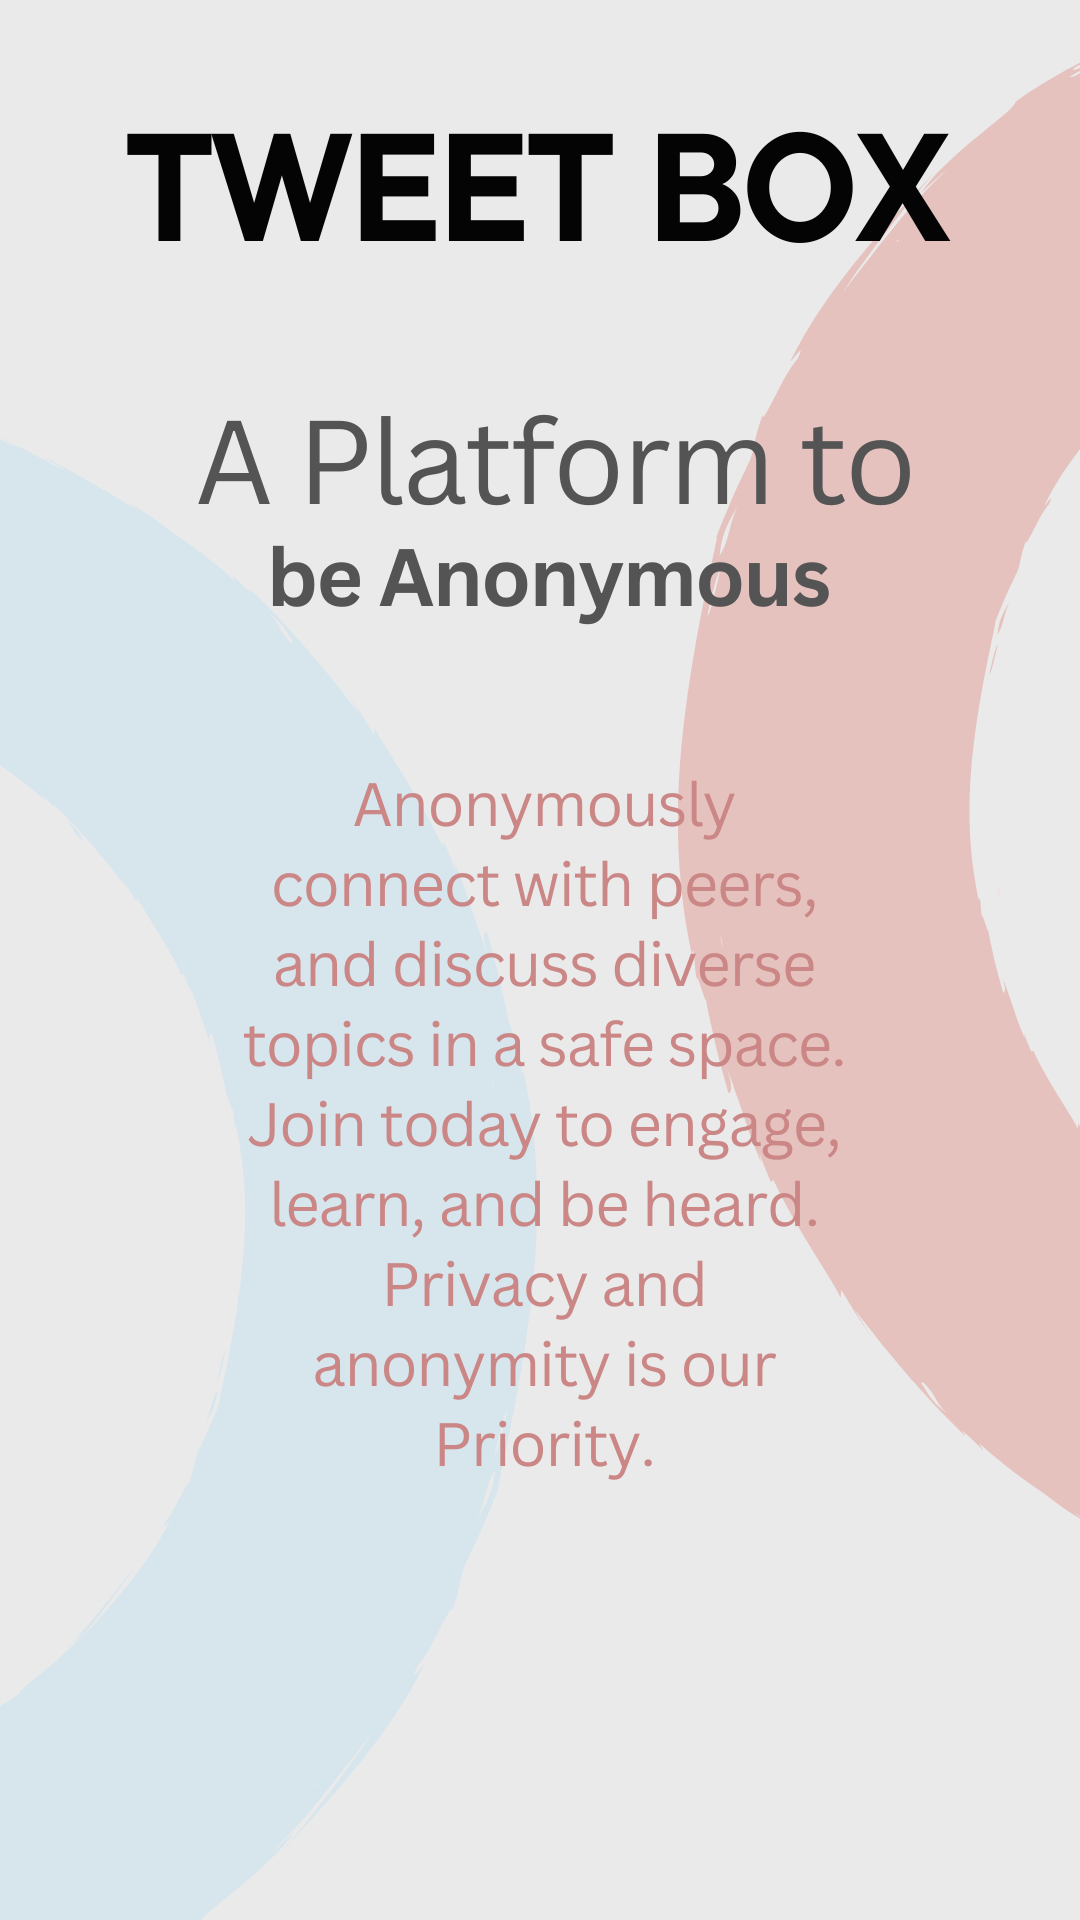 TWEET BOX
A Platform to
be Anonymous
Anonymously
connect with peers,
and discuss diverse
topics in a safe space.
Join today to engage,
learn, and be heard.
Privacy and
anonymity is our
Priority.